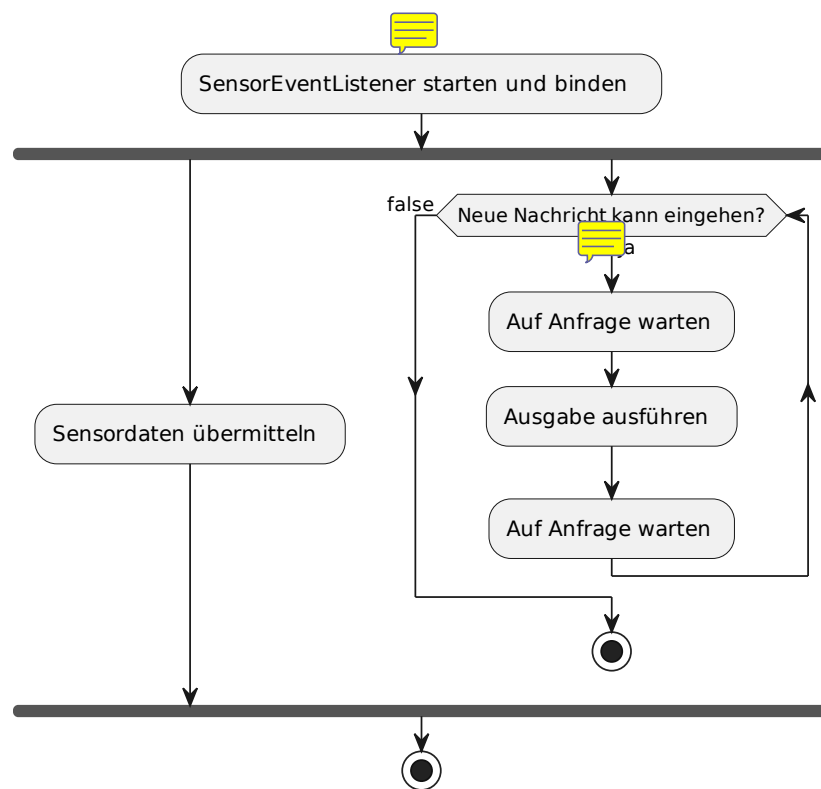 SensorEventListener starten und binden
false
Neue Nachricht kann eingehen?
ja
Auf Anfrage warten
Ausgabe ausführen
Sensordaten übermitteln
Auf Anfrage warten